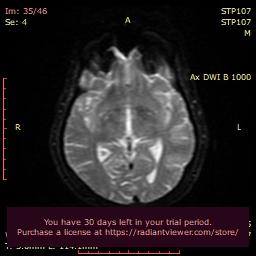 Im: 35/46
Se: 4
A
STP107
STP107
M
Ax DWI B 1000
R
L
You have 30 days left in your trial period.
Purchase a license at https://radiantviewer.com/store/